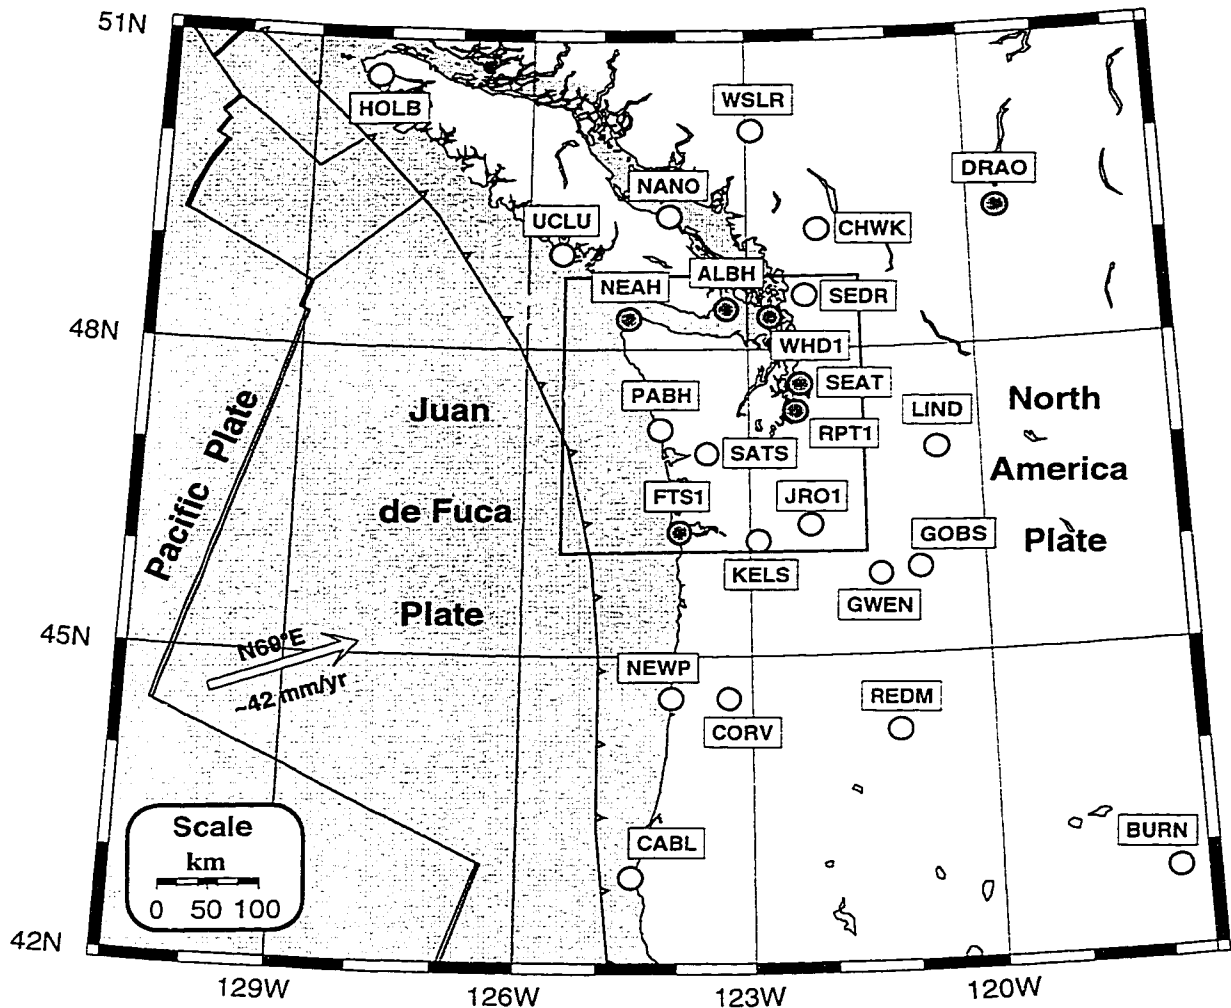 51N
HOLB
WSLR
DRAO
NANO
UCLU
CHWK
ALBH
NEAH
SEDR
48N
WHD1
SEAT
PABH
LIND
North
Juan
RPT1
SATS
America
Pacific Plate
FTS1
JRO1
de Fuca
GOBS
Plate
KELS
GWEN
Plate
45N
N69°E
~42 mm/yr
NEWP
REDM
CORV
Scale
km
0 50 100
CABL
BURN
42N
129W
126W
123W
120W